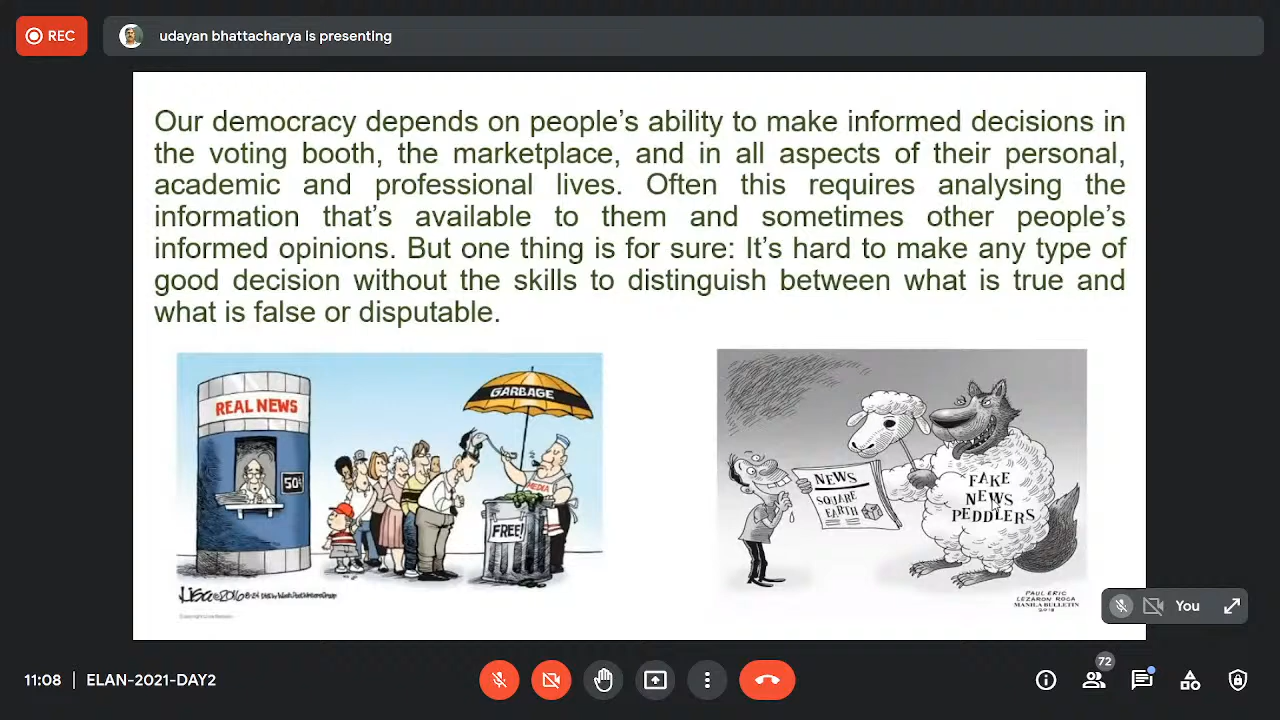 REC
udayan bhattacharya is presenting
Our democracy depends on people's ability to make informed decisions in
the voting booth, the marketplace, and in all aspects of their personal,
academic and professional lives. Often this requires analysing the
information that's available to them and sometimes other people's
informed opinions. But one thing is for sure: It's hard to make any type of
good decision without the skills to distinguish between what is true and
what is false or disputable.
REAL NEWS
50¢
GARBAGE
MEDIA
FREE!
Lisa ©2016 8-24
NEWS
SQUARE
EARTH
FAKE
NEWS
PEDDLERS
PAUL ERIC
LEZARON ROCA
MANILA BULLETIN
2018
You
11:08 | ELAN-2021-DAY2
72